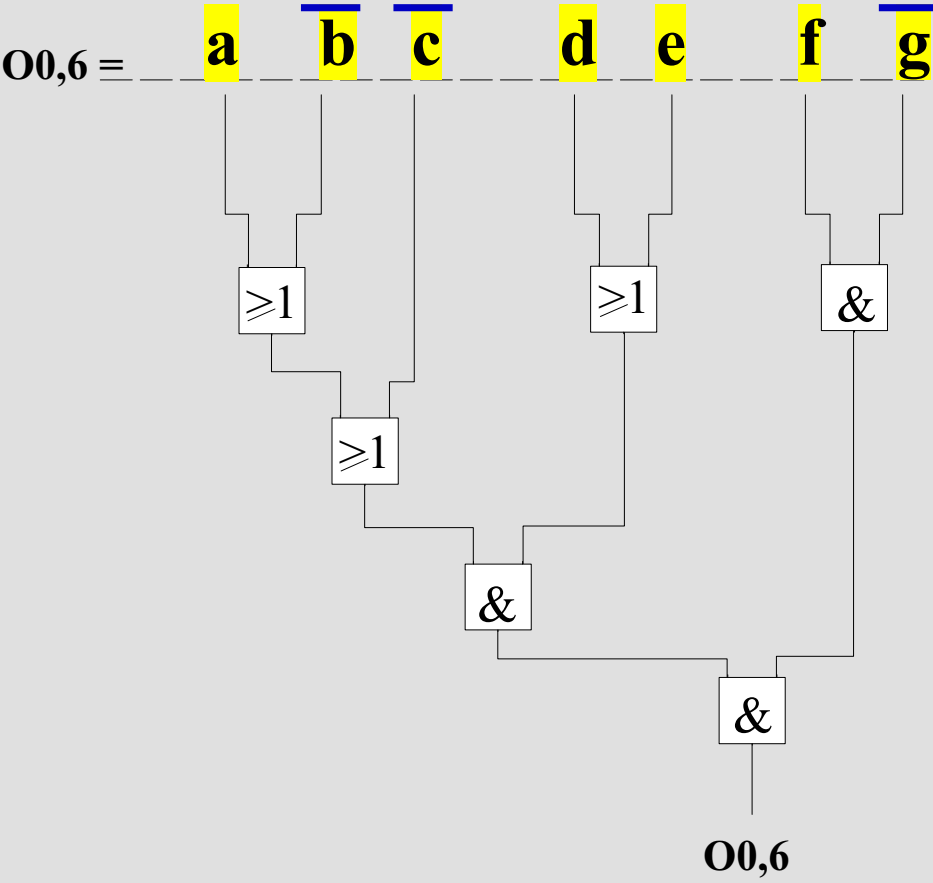 O0,6 = a b̅ c̅ d e f g̅
≥1 ≥1 &
≥1
&
&
O0,6